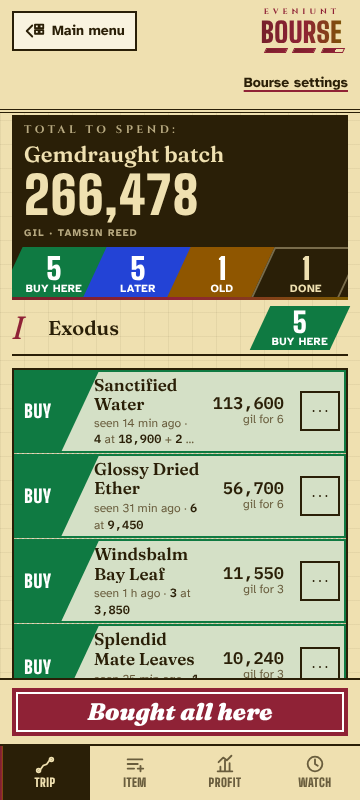 Main menu
EVENIUNT
BOURSE
Bourse settings
TOTAL TO SPEND:
Gemdraught batch
266,478
GIL · TAMSIN REED
5
BUY HERE
5
LATER
1
OLD
1
DONE
I
Exodus
5
BUY HERE
BUY
Sanctified
Water
seen 14 min ago ·
4 at 18,900 + 2 ...
113,600
gil for 6
...
BUY
Glossy Dried
Ether
seen 31 min ago · 6
at 9,450
56,700
gil for 6
...
BUY
Windsbalm
Bay Leaf
seen 1 h ago · 3 at
3,850
11,550
gil for 3
...
BUY
Splendid
Mate Leaves
10,240
gil for 3
...
Bought all here
TRIP
ITEM
PROFIT
WATCH